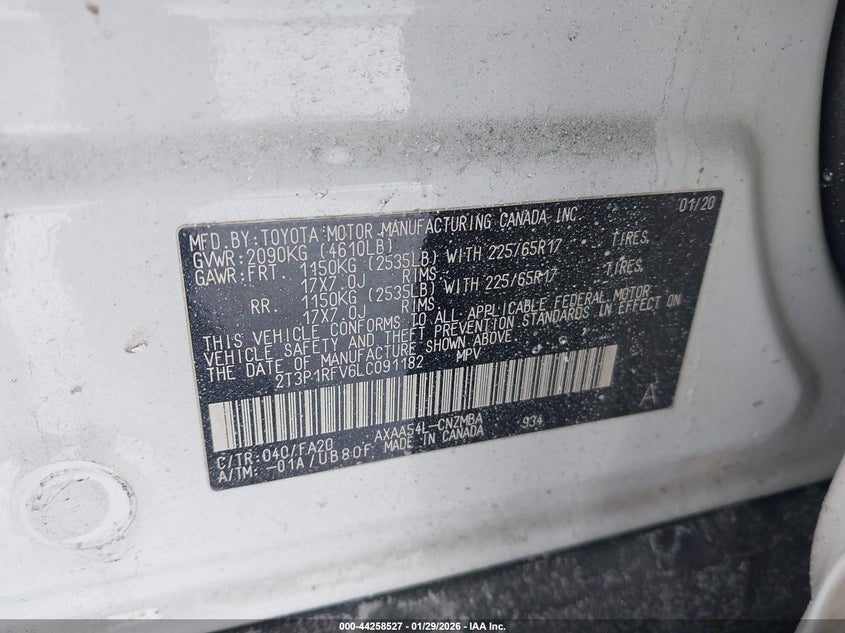 MFD.BY:TOYOTA MOTOR MANUFACTURING CANADA INC. 01/20
GVWR:2090KG (4610LB)
GAWR:FRT. 1150KG (2535LB) WITH 225/65R17 TIRES,
17X7.0J RIMS,
RR. 1150KG (2535LB) WITH 225/65R17 TIRES,
17X7.0J RIMS,
THIS VEHICLE CONFORMS TO ALL APPLICABLE FEDERAL MOTOR
VEHICLE SAFETY AND THEFT PREVENTION STANDARDS IN EFFECT ON
THE DATE OF MANUFACTURE SHOWN ABOVE.
2T3P1RFV6LC091182 MPV
A
C/TR:040/FA20 AXAA54L-CNZMBA 934
A/TM: -01A/UB80F MADE IN CANADA
000-44258527 - 01/29/2026 - IAA Inc.